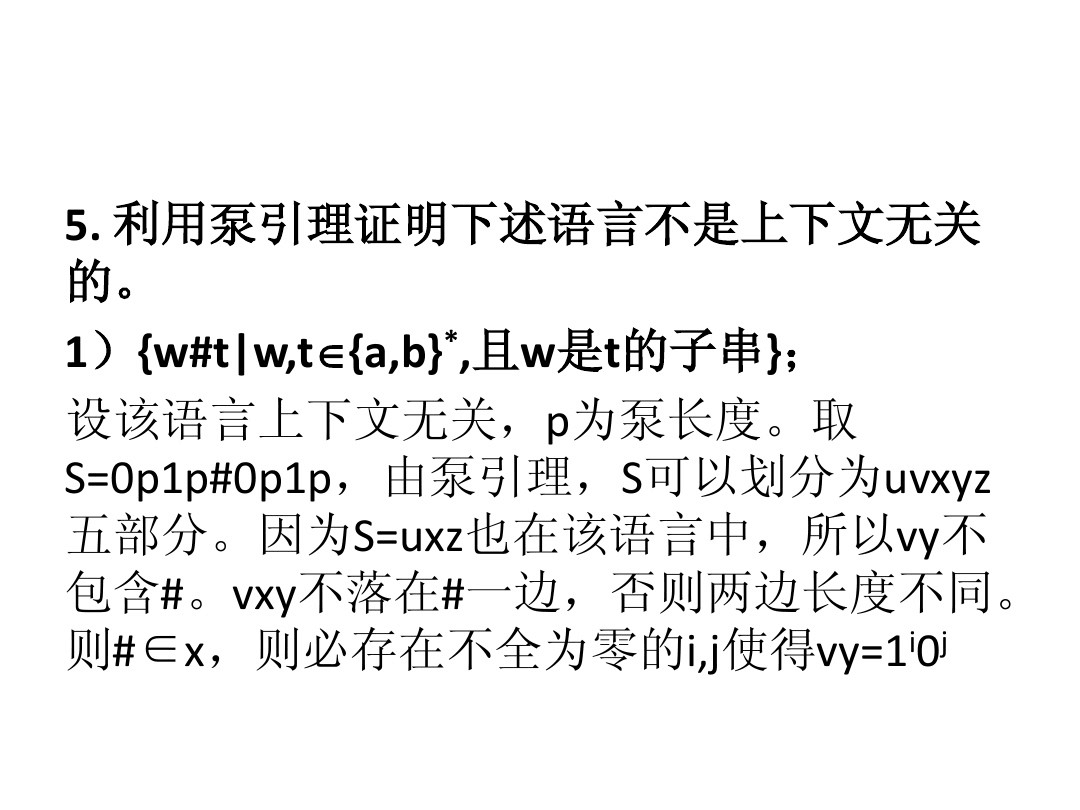 5. 利用泵引理证明下述语言不是上下文无关
的。
1）{w#t|w,t∈{a,b}*,且w是t的子串};
设该语言上下文无关，p为泵长度。取
S=0p1p#0p1p，由泵引理，S可以划分为uvxyz
五部分。因为S=uxz也在该语言中，所以vy不
包含#。vxy不落在#一边，否则两边长度不同。
则#∈x，则必存在不全为零的i,j使得vy=1ⁱ0ʲ